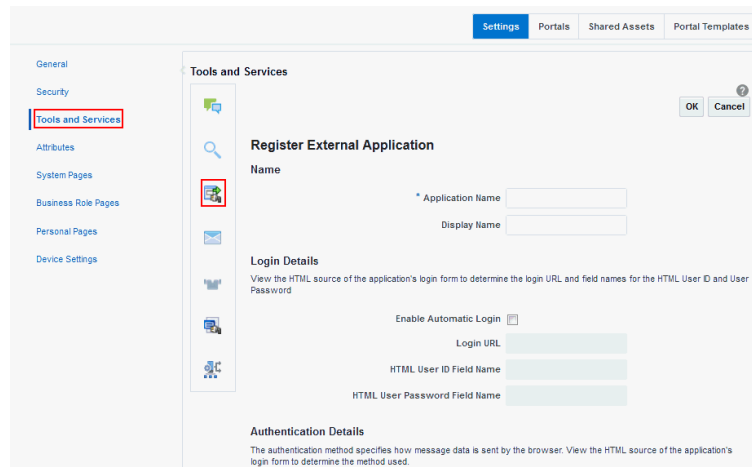 Settings Portals Shared Assets Portal Templates
General
Security
Tools and Services
Attributes
System Pages
Business Role Pages
Personal Pages
Device Settings
Tools and Services
?
OK Cancel
Register External Application
Name
* Application Name
Display Name
Login Details
View the HTML source of the application's login form to determine the login URL and field names for the HTML User ID and User
Password
Enable Automatic Login
Login URL
HTML User ID Field Name
HTML User Password Field Name
Authentication Details
The authentication method specifies how message data is sent by the browser. View the HTML source of the application's
login form to determine the method used.